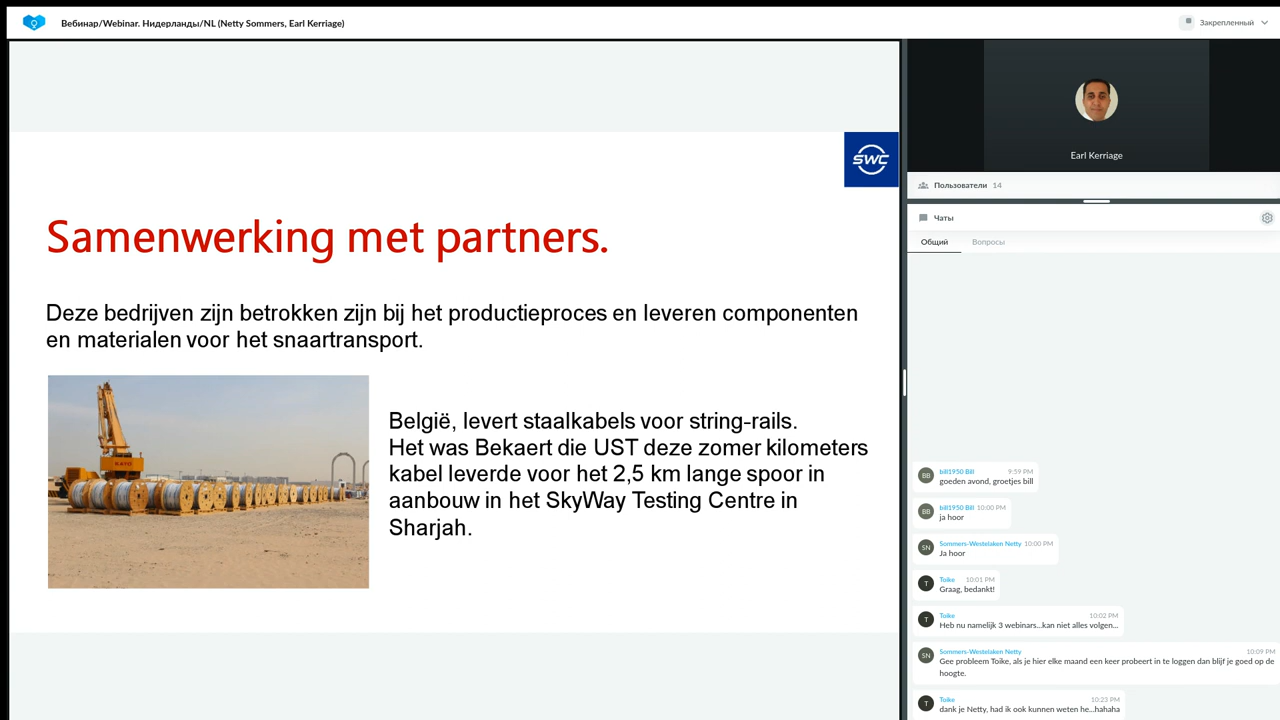 Вебинар/Webinar. Нидерланды/NL (Netty Sommers, Earl Kerriage)
Закрепленный
SWC
Samenwerking met partners.
Deze bedrijven zijn betrokken zijn bij het productieproces en leveren componenten
en materialen voor het snaartransport.
KATO
België, levert staalkabels voor string-rails.
Het was Bekaert die UST deze zomer kilometers
kabel leverde voor het 2,5 km lange spoor in
aanbouw in het SkyWay Testing Centre in
Sharjah.
Earl Kerriage
Пользователи 14
Чаты
Общий Вопросы
BB
bill1950 Bill 9:59 PM
goeden avond, groetjes bill
BB
bill1950 Bill 10:00 PM
ja hoor
SN
Sommers-Westelaken Netty 10:00 PM
Ja hoor
T
Toike 10:01 PM
Graag, bedankt!
T
Toike 10:02 PM
Heb nu namelijk 3 webinars...kan niet alles volgen...
SN
Sommers-Westelaken Netty 10:09 PM
Gee probleem Toike, als je hier elke maand een keer probeert in te loggen dan blijf je goed op de
hoogte.
T
Toike 10:23 PM
dank je Netty, had ik ook kunnen weten he...hahaha